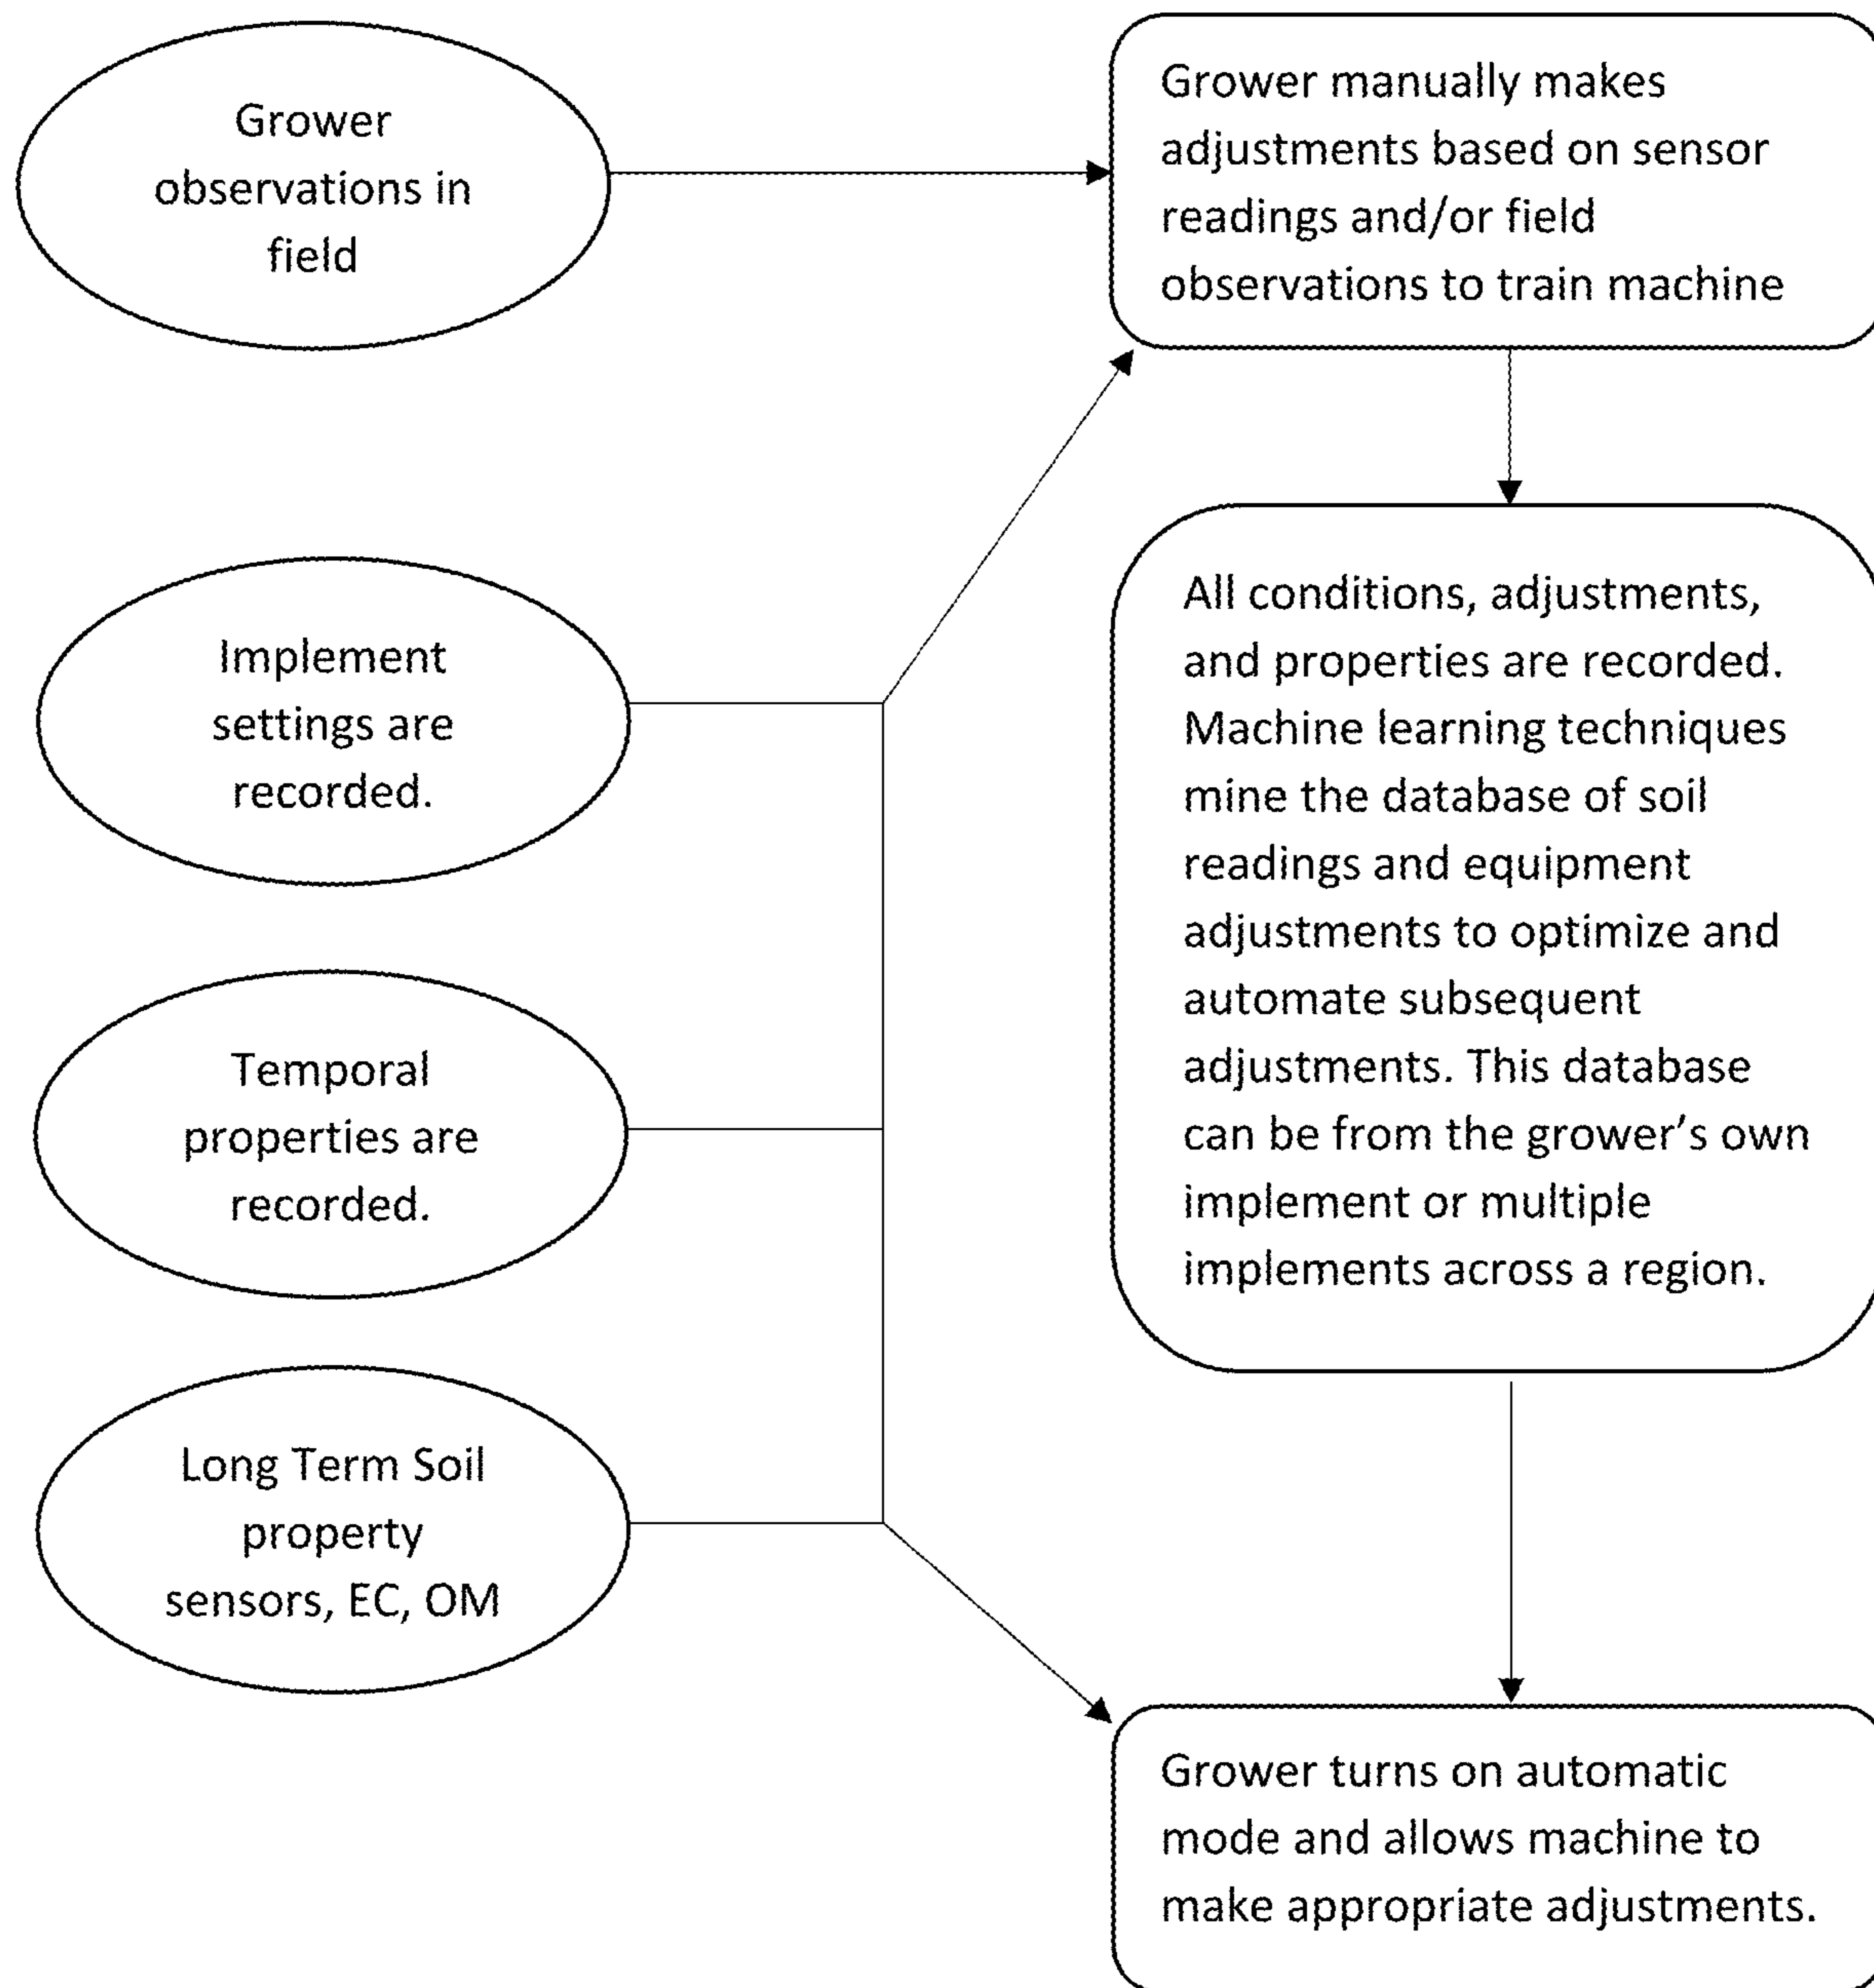 Grower
observations in
field
Grower manually makes
adjustments based on sensor
readings and/or field
observations to train machine
Implement
settings are
recorded.
All conditions, adjustments,
and properties are recorded.
Machine learning techniques
mine the database of soil
readings and equipment
adjustments to optimize and
automate subsequent
adjustments. This database
can be from the grower’s own
implement or multiple
implements across a region.
Temporal
properties are
recorded.
Long Term Soil
property
sensors, EC, OM
Grower turns on automatic
mode and allows machine to
make appropriate adjustments.